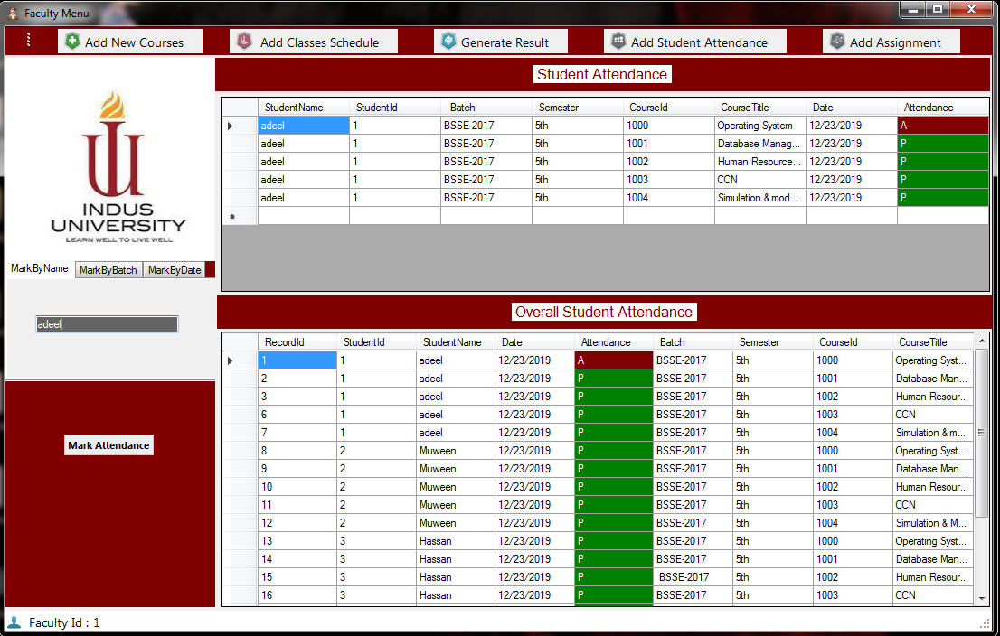 Faculty Menu
Add New Courses Add Classes Schedule Generate Result Add Student Attendance Add Assignment
INDUS
UNIVERSITY
LEARN WELL TO LIVE WELL
MarkByName MarkByBatch MarkByDate
adeel
Mark Attendance
Student Attendance
StudentName StudentId Batch Semester CourseId CourseTitle Date Attendance
adeel 1 BSSE-2017 5th 1000 Operating System 12/23/2019 A
adeel 1 BSSE-2017 5th 1001 Database Manag... 12/23/2019 P
adeel 1 BSSE-2017 5th 1002 Human Resource... 12/23/2019 P
adeel 1 BSSE-2017 5th 1003 CCN 12/23/2019 P
adeel 1 BSSE-2017 5th 1004 Simulation & mod... 12/23/2019 P
Overall Student Attendance
RecordId StudentId StudentName Date Attendance Batch Semester CourseId CourseTitle
1 1 adeel 12/23/2019 A BSSE-2017 5th 1000 Operating Syst...
2 1 adeel 12/23/2019 P BSSE-2017 5th 1001 Database Man...
3 1 adeel 12/23/2019 P BSSE-2017 5th 1002 Human Resour...
6 1 adeel 12/23/2019 P BSSE-2017 5th 1003 CCN
7 1 adeel 12/23/2019 P BSSE-2017 5th 1004 Simulation & m...
8 2 Muween 12/23/2019 P BSSE-2017 5th 1000 Operating Syst...
9 2 Muween 12/23/2019 P BSSE-2017 5th 1001 Database Man...
10 2 Muween 12/23/2019 P BSSE-2017 5th 1002 Human Resour...
11 2 Muween 12/23/2019 P BSSE-2017 5th 1003 CCN
12 2 Muween 12/23/2019 P BSSE-2017 5th 1004 Simulation & M...
13 3 Hassan 12/23/2019 P BSSE-2017 5th 1000 Operating Syst...
14 3 Hassan 12/23/2019 P BSSE-2017 5th 1001 Database Man...
15 3 Hassan 12/23/2019 P BSSE-2017 5th 1002 Human Resour...
16 3 Hassan 12/23/2019 P BSSE-2017 5th 1003 CCN
Faculty Id : 1